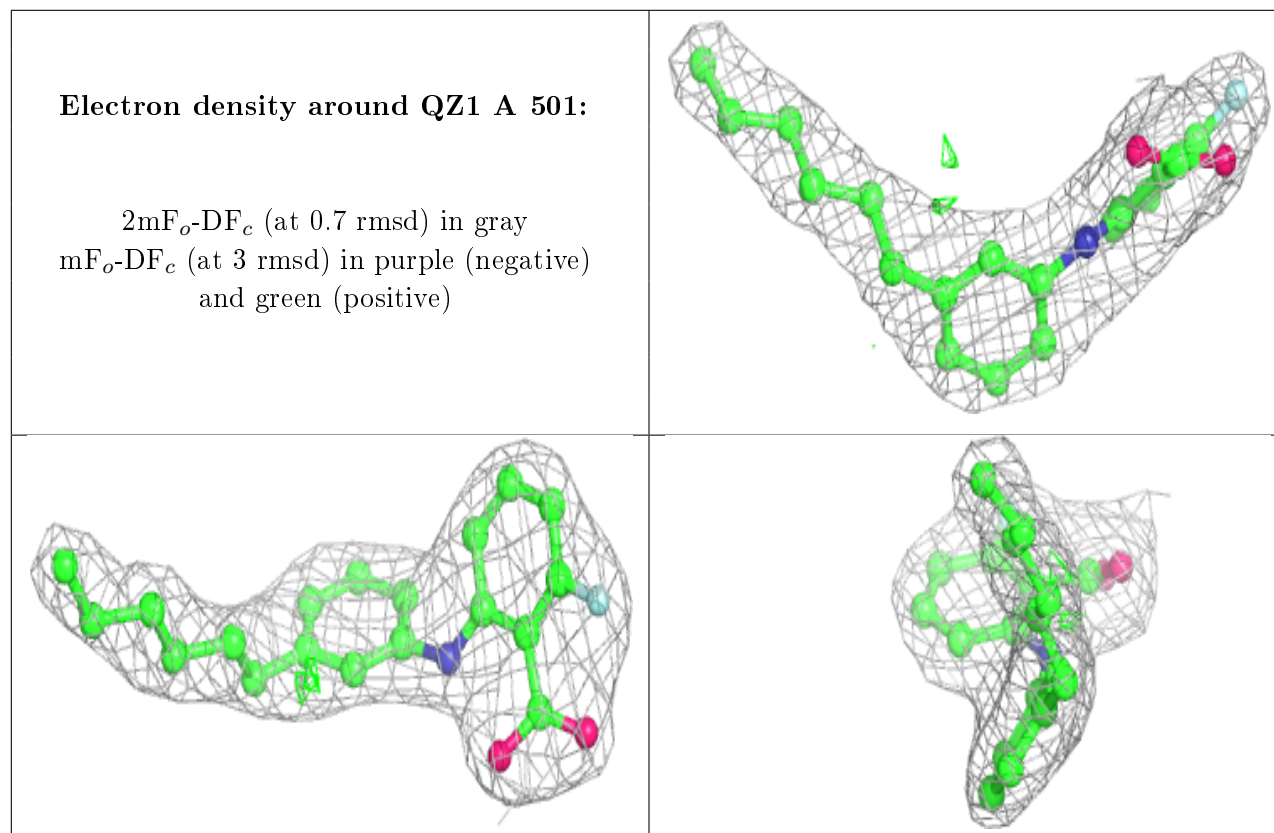 Electron density around QZ1 A 501:
2mFo-DFc (at 0.7 rmsd) in gray
mFo-DFc (at 3 rmsd) in purple (negative)
and green (positive)